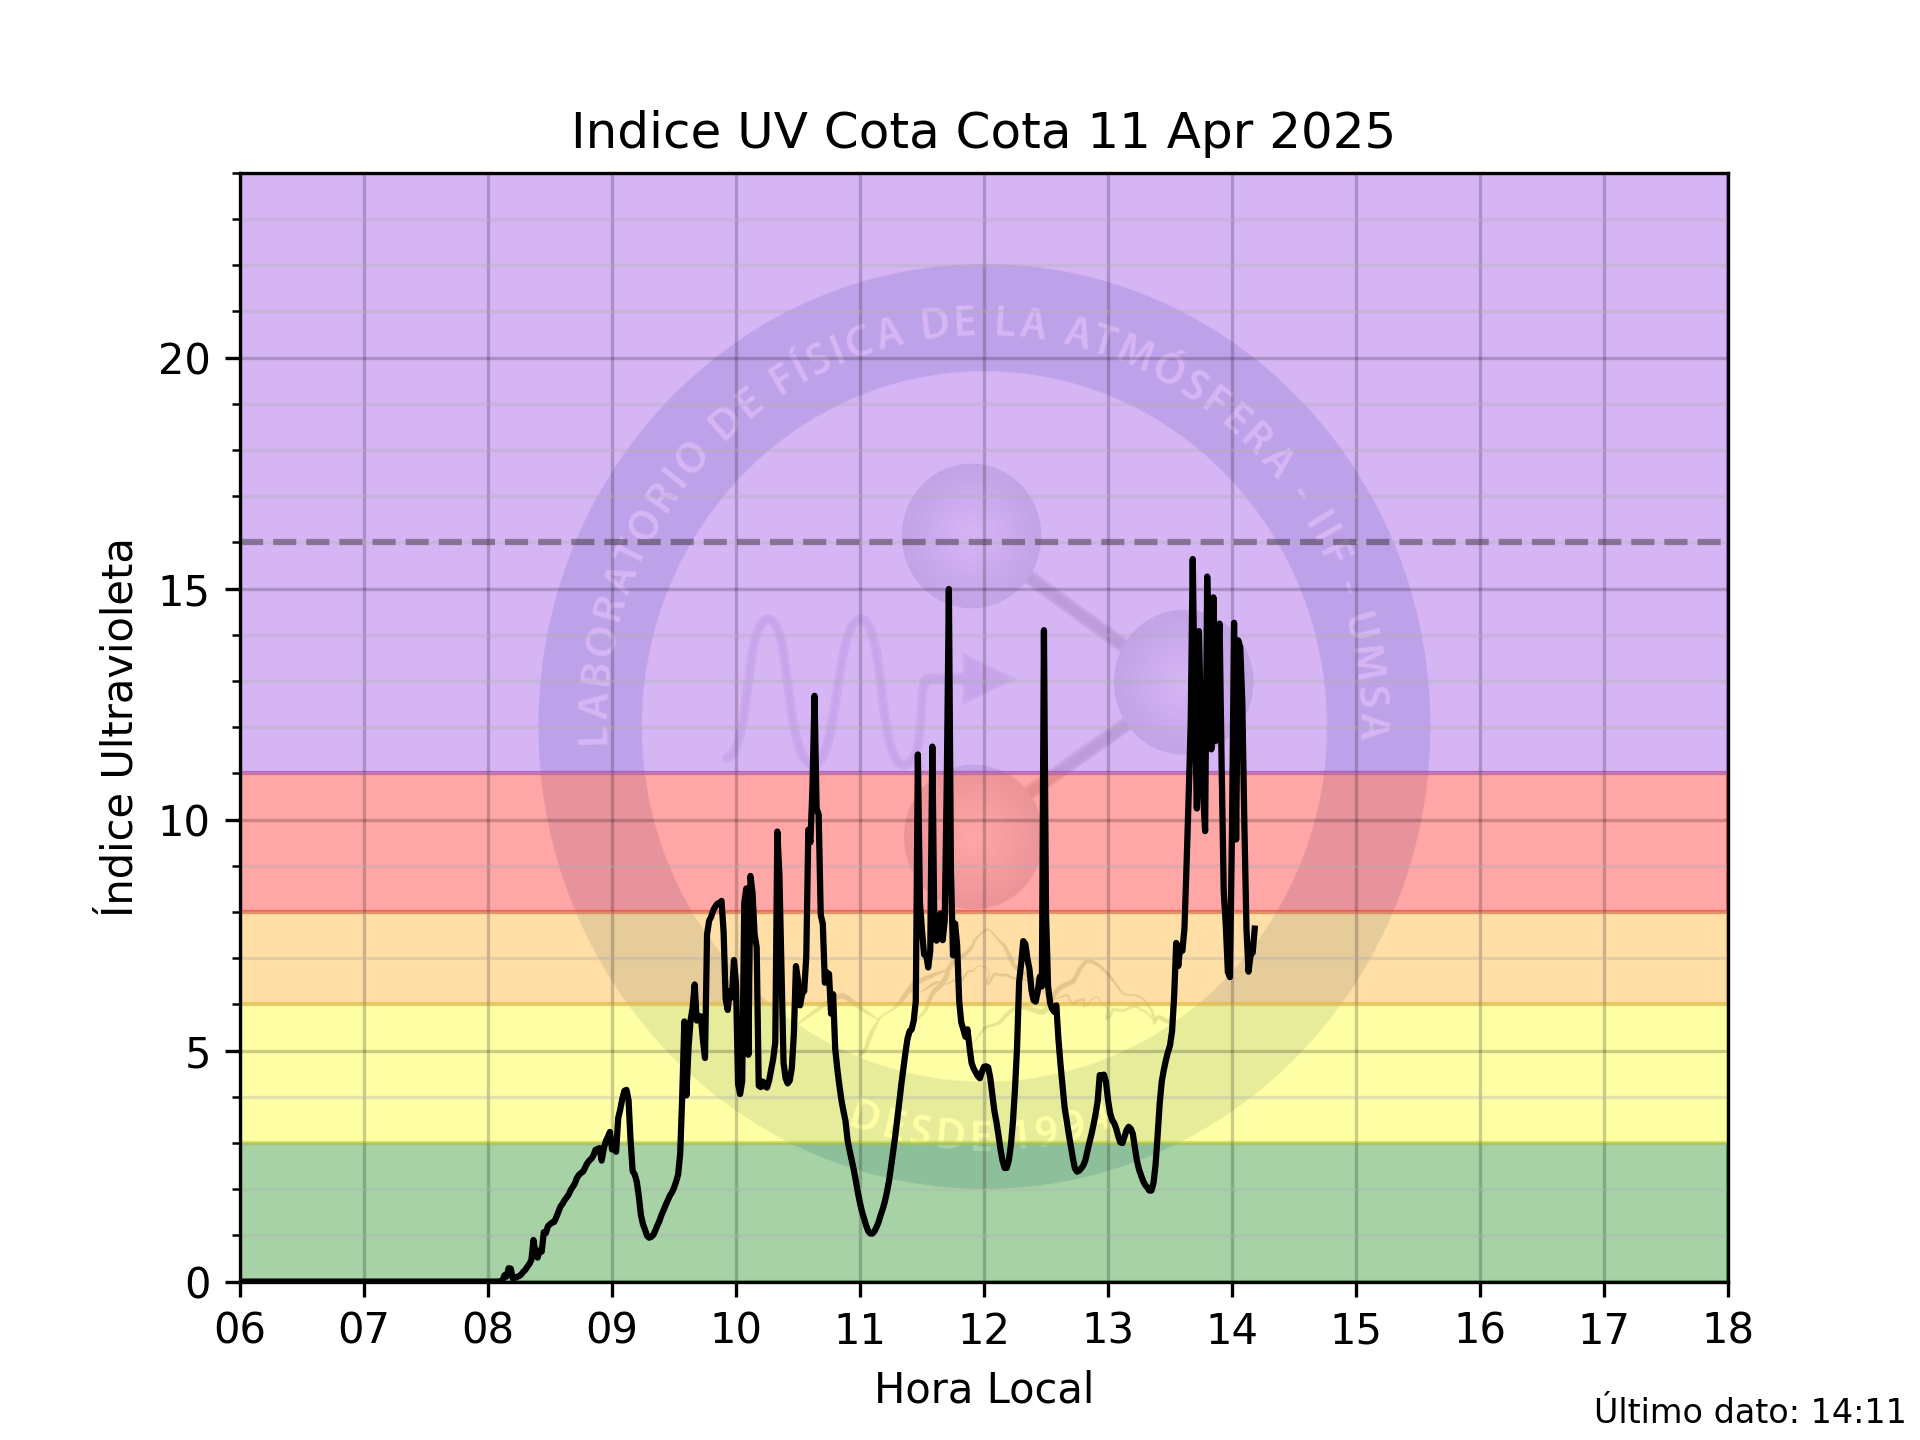 Indice UV Cota Cota 11 Apr 2025
LABORATORIO DE FÍSICA DE LA ATMÓSFERA - IIF - UMSA
20
15
10
5
0
Índice Ultravioleta
DESDE
06 07 08 09 10 11 12 13 14 15 16 17 18
Hora Local
Último dato: 14:11